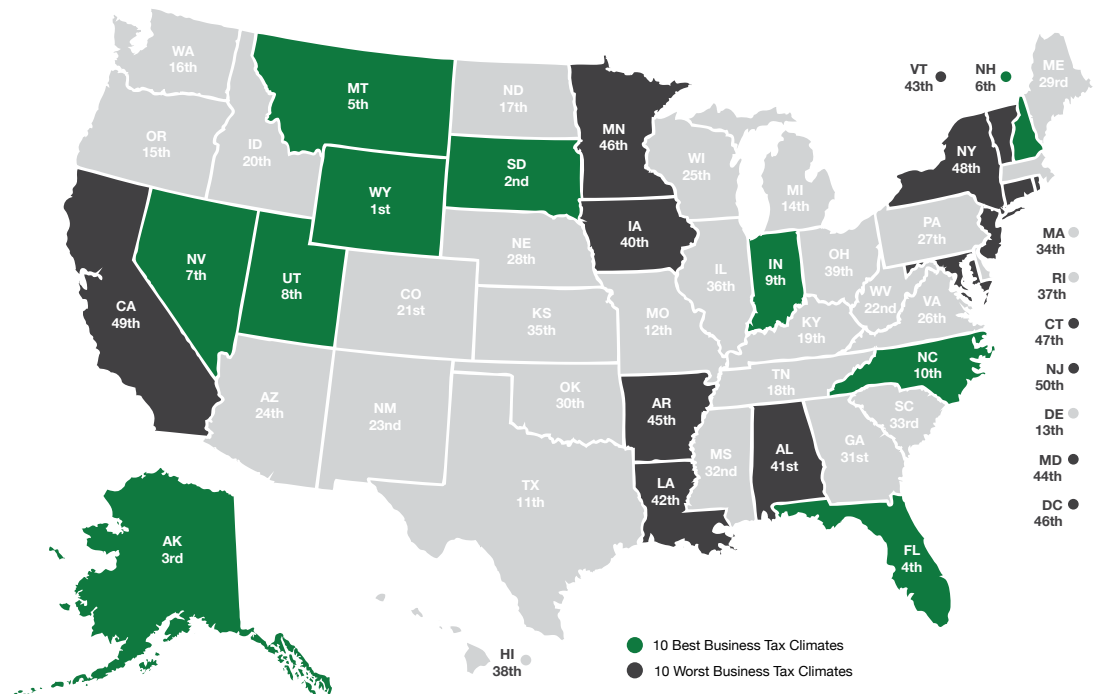 WA
16th
MT
5th
ND
17th
MN
46th
VT
43th
NH
6th
ME
29rd
OR
15th
ID
20th
SD
2nd
WI
25th
NY
48th
WY
1st
MI
14th
IA
40th
PA
27th
NE
28th
NV
7th
UT
8th
CA
49th
CO
21st
IL
36th
IN
9th
OH
39th
WV
22nd
VA
26th
KS
35th
MO
12th
KY
19th
NC
10th
TN
18th
AZ
24th
NM
23nd
OK
30th
AR
45th
SC
33rd
MS
32nd
AL
41st
GA
31st
TX
11th
LA
42th
FL
4th
AK
3rd
HI
38th
MA
34th
RI
37th
CT
47th
NJ
50th
DE
13th
MD
44th
DC
46th
10 Best Business Tax Climates
10 Worst Business Tax Climates